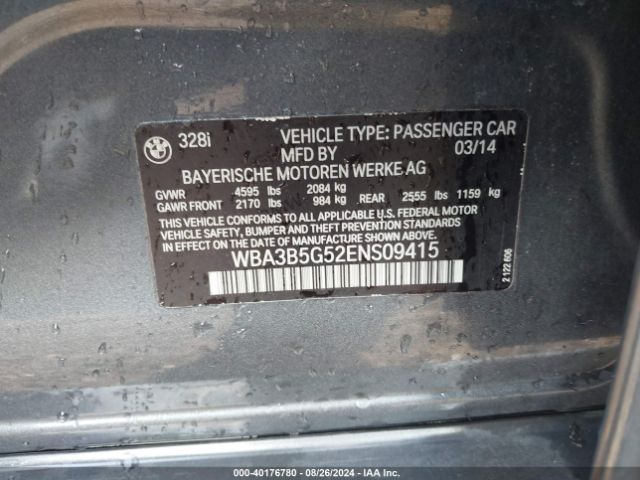 328i VEHICLE TYPE: PASSENGER CAR
MFD BY 03/14
BAYERISCHE MOTOREN WERKE AG
GVWR 4595 lbs 2084 kg
GAWR FRONT 2170 lbs 984 kg REAR 2555 lbs 1159 kg
THIS VEHICLE CONFORMS TO ALL APPLICABLE U.S. FEDERAL MOTOR
VEHICLE SAFETY, BUMPER, AND THEFT PREVENTION STANDARDS
IN EFFECT ON THE DATE OF MANUFACTURE SHOWN ABOVE.
WBA3B5G52ENS09415
2 122 606
000-40176780 - 08/26/2024 - IAA Inc.